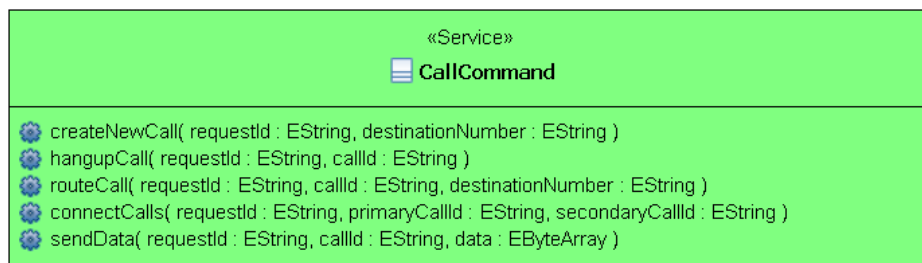 «Service»
CallCommand
createNewCall( requestId : EString, destinationNumber : EString )
hangupCall( requestId : EString, callId : EString )
routeCall( requestId : EString, callId : EString, destinationNumber : EString )
connectCalls( requestId : EString, primaryCallId : EString, secondaryCallId : EString )
sendData( requestId : EString, callId : EString, data : EByteArray )